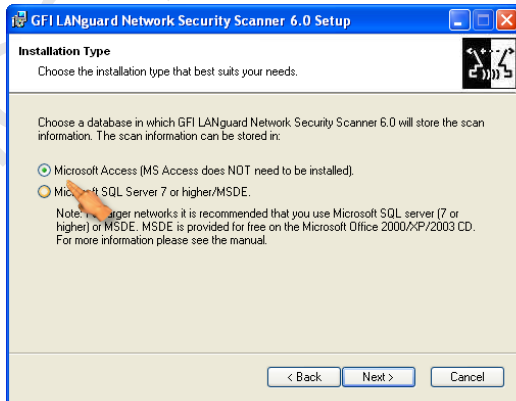 GFI LANguard Network Security Scanner 6.0 Setup
Installation Type
Choose the installation type that best suits your needs.
Choose a database in which GFI LANguard Network Security Scanner 6.0 will store the scan
information. The scan information can be stored in:
Microsoft Access (MS Access does NOT need to be installed).
SQL Server 7 or higher/MSDE.
Note: larger networks it is recommended that you use Microsoft SQL server (7 or
higher) or MSDE. MSDE is provided for free on the Microsoft Office 2000/XP/2003 CD.
For more information please see the manual.
< Back
Next >
Cancel